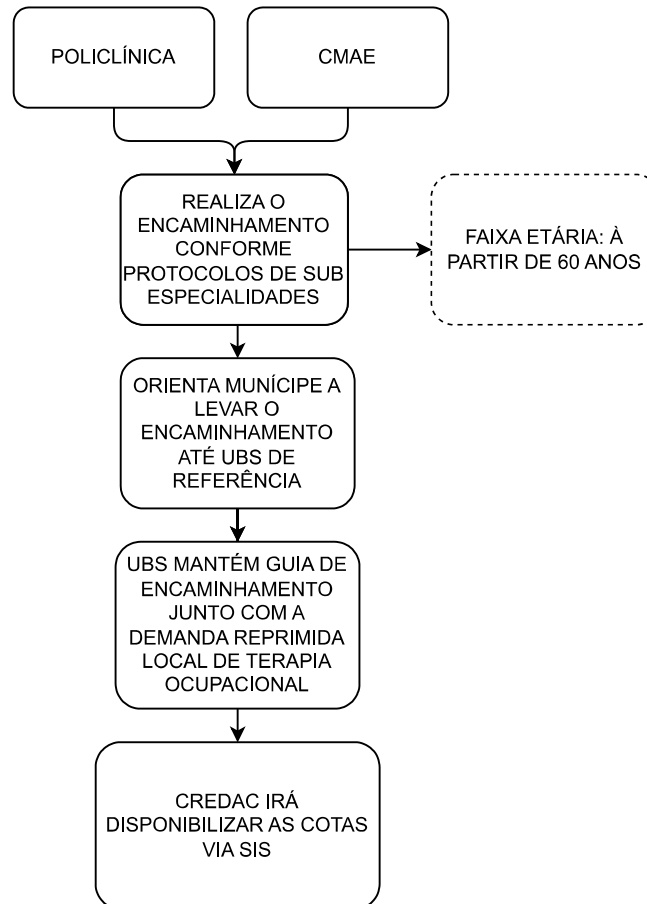 POLICLÍNICA
CMAE
REALIZA O
ENCAMINHAMENTO
CONFORME
PROTOCOLOS DE SUB
ESPECIALIDADES
FAIXA ETÁRIA: À
PARTIR DE 60 ANOS
ORIENTA MUNÍCIPE A
LEVAR O
ENCAMINHAMENTO
ATÉ UBS DE
REFERÊNCIA
UBS MANTÉM GUIA DE
ENCAMINHAMENTO
JUNTO COM A
DEMANDA REPRIMIDA
LOCAL DE TERAPIA
OCUPACIONAL
CREDAC IRÁ
DISPONIBILIZAR AS COTAS
VIA SIS